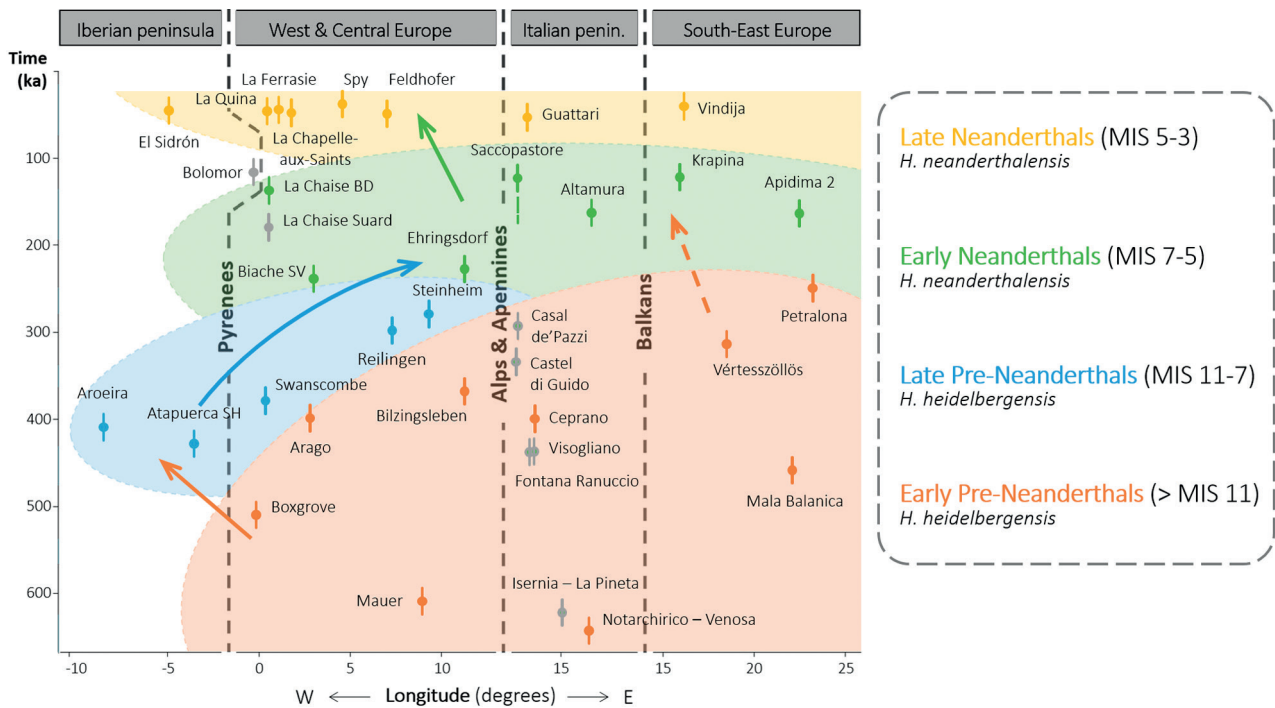 Iberian peninsula
West & Central Europe
Italian penin.
South-East Europe
Time
(ka)
La Ferrasie
Spy
Feldhofer
La Quina
El Sidrón
La Chapelle-
aux-Saints
Guattari
Vindija
100
Bolomor
Saccopastore
Krapina
La Chaise BD
Altamura
Apidima 2
La Chaise Suard
200
Ehringsdorf
Biache SV
Steinheim
Petralona
300
Casal
de'Pazzi
Reilingen
Castel
di Guido
Vértesszöllös
Pyrenees
Alps & Apennines
Balkans
Aroeira
Swanscombe
Atapuerca SH
Bilzingsleben
Ceprano
400
Arago
Visogliano
Fontana Ranuccio
Mala Balanica
500
Boxgrove
Isernia – La Pineta
600
Mauer
Notarchirico – Venosa
-10 -5 0 5 10 15 15 20 25
W ← Longitude (degrees) → E
Late Neanderthals (MIS 5-3)
H. neanderthalensis
Early Neanderthals (MIS 7-5)
H. neanderthalensis
Late Pre-Neanderthals (MIS 11-7)
H. heidelbergensis
Early Pre-Neanderthals (> MIS 11)
H. heidelbergensis